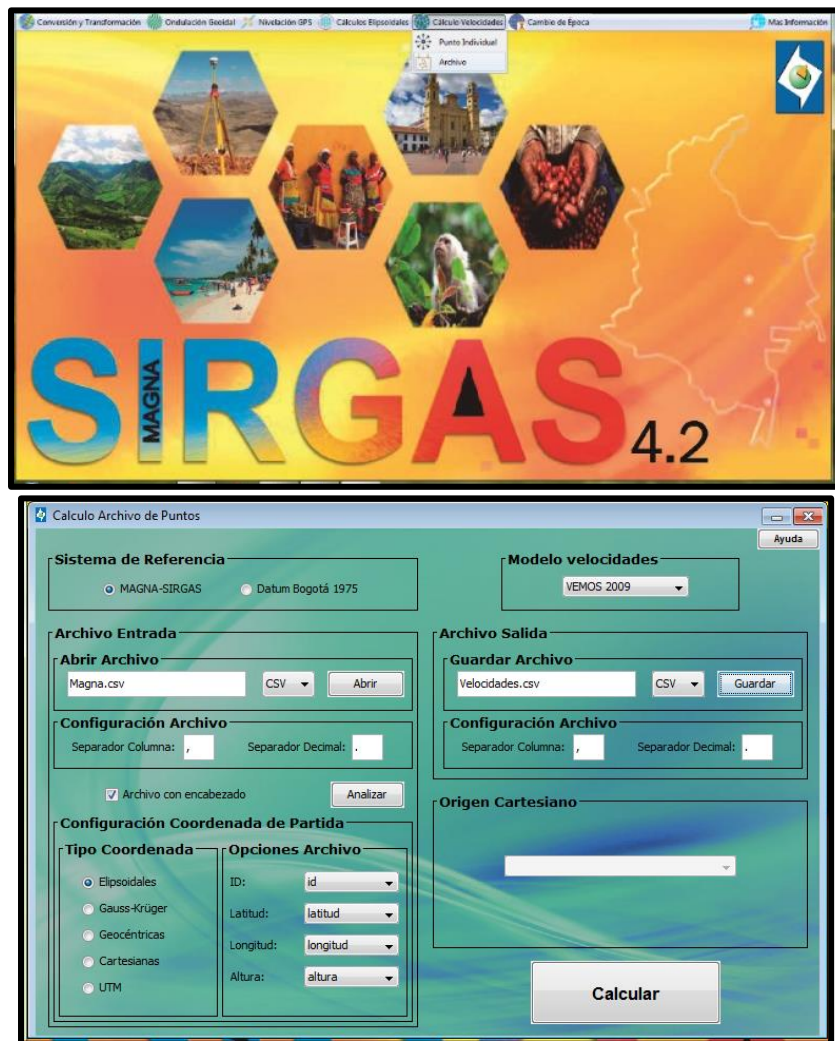 Conversión y Transformación Ondulación Geoidal Nivelación GPS Cálculos Elipsoidales Cálculo Velocidades Cambio de Época Mas Información
Punto Individual
Archivo
SIRGAS 4.2
MAGNA
Calculo Archivo de Puntos
Ayuda
Sistema de Referencia
MAGNA-SIRGAS Datum Bogotá 1975
Modelo velocidades
VEMOS 2009
Archivo Entrada
Abrir Archivo
Magna.csv CSV Abrir
Configuración Archivo
Separador Columna: , Separador Decimal: .
Archivo con encabezado Analizar
Configuración Coordenada de Partida
Tipo Coordenada
Elipsoidales
Gauss-Krüger
Geocéntricas
Cartesianas
UTM
Opciones Archivo
ID: id
Latitud: latitud
Longitud: longitud
Altura: altura
Archivo Salida
Guardar Archivo
Velocidades.csv CSV Guardar
Configuración Archivo
Separador Columna: , Separador Decimal: .
Origen Cartesiano
Calcular